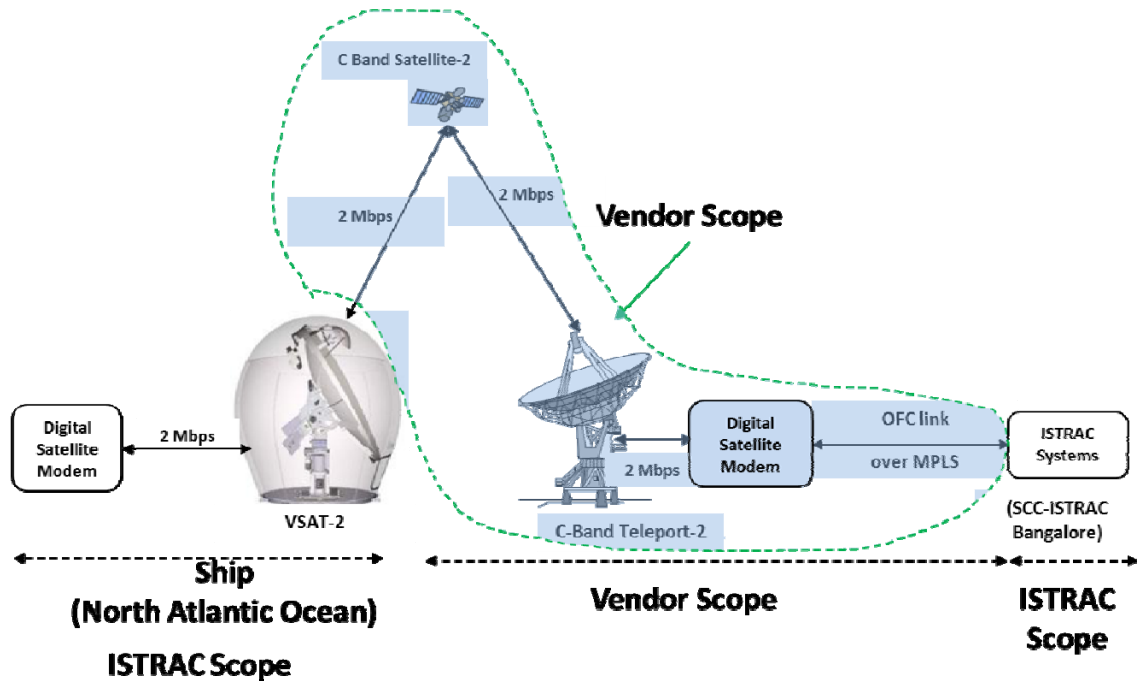 C Band Satellite-2
2 Mbps
2 Mbps
Vendor Scope
Digital
Satellite
Modem
2 Mbps
VSAT-2
2 Mbps
Digital
Satellite
Modem
OFC link
over MPLS
ISTRAC
Systems
(SCC-ISTRAC
Bangalore)
C-Band Teleport-2
Ship
(North Atlantic Ocean)
ISTRAC Scope
Vendor Scope
ISTRAC
Scope